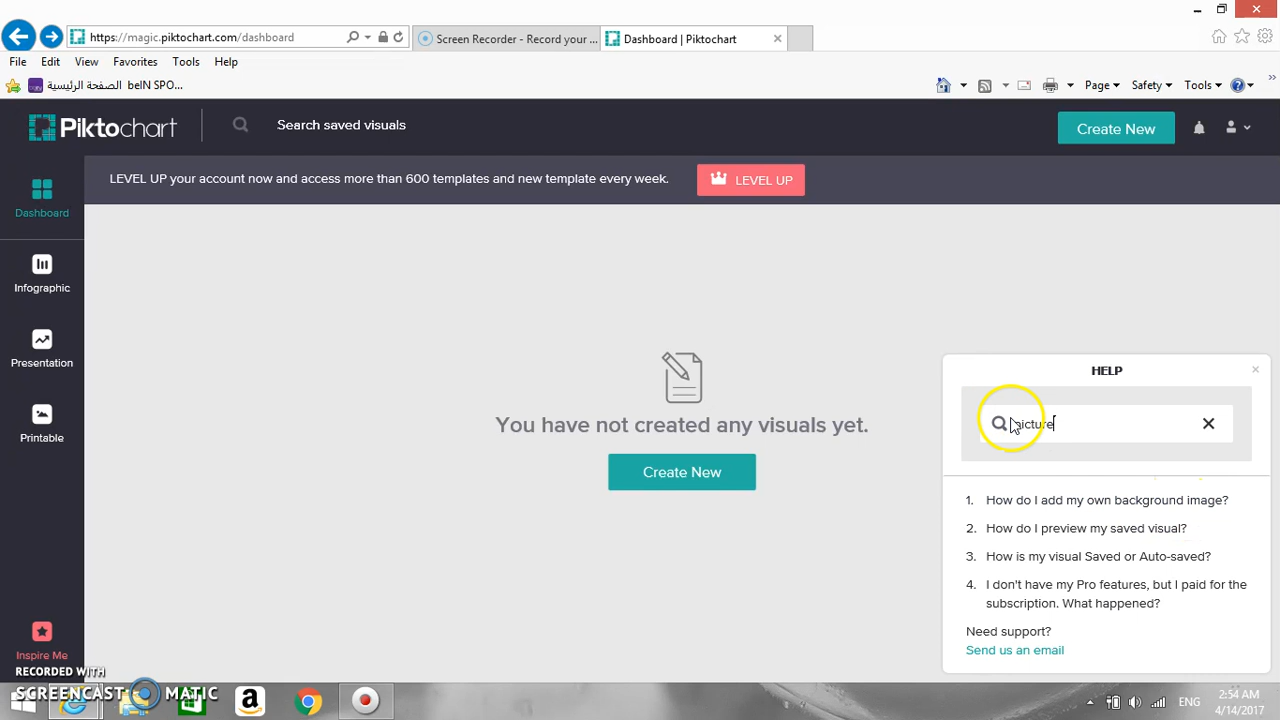 https://magic.piktochart.com/dashboard
Screen Recorder - Record your ...
Dashboard | Piktochart
File Edit View Favorites Tools Help
الصفحة الرئيسية beIN SPO...
Page Safety Tools
Piktochart
Search saved visuals
Create New
LEVEL UP your account now and access more than 600 templates and new template every week.
LEVEL UP
Dashboard
Infographic
Presentation
Printable
Inspire Me
You have not created any visuals yet.
Create New
HELP
picture
1. How do I add my own background image?
2. How do I preview my saved visual?
3. How is my visual Saved or Auto-saved?
4. I don't have my Pro features, but I paid for the
subscription. What happened?
Need support?
Send us an email
RECORDED WITH
SCREENCAST MATIC
ENG
2:54 AM
4/14/2017